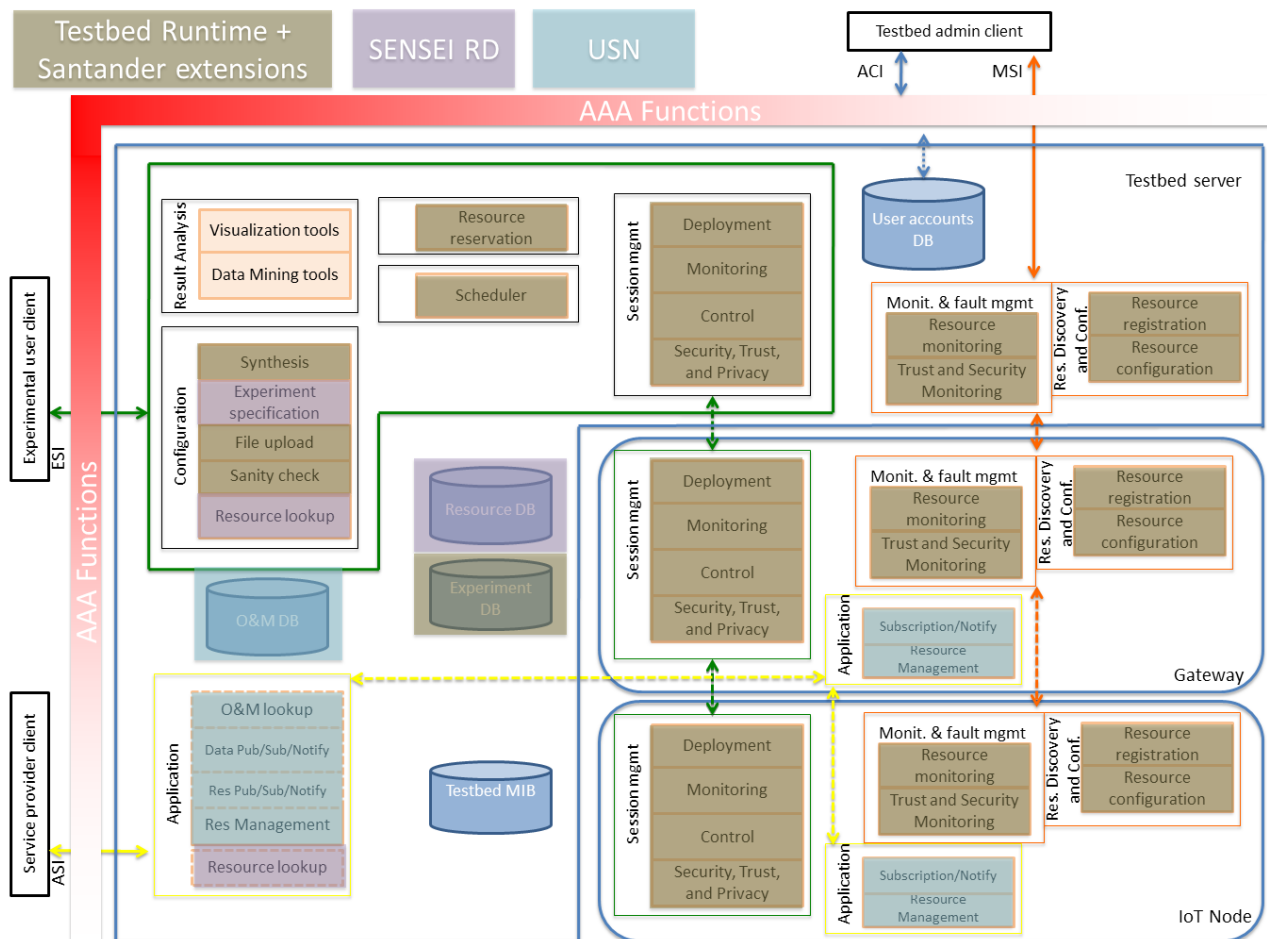 Testbed Runtime +
Santander extensions
SENSEI RD
USN
Testbed admin client
ACI
MSI
AAA Functions
Testbed server
Result Analysis
Visualization tools
Data Mining tools
Resource
reservation
Scheduler
Session mgmt
Deployment
Monitoring
Control
Security, Trust,
and Privacy
User accounts
DB
Monit. & fault mgmt
Resource
monitoring
Trust and Security
Monitoring
Res. Discovery
and Conf.
Resource
registration
Resource
configuration
Experimental user client
ESI
Configuration
Synthesis
Experiment
specification
File upload
Sanity check
Resource lookup
AAA Functions
Resource DB
Experiment
DB
O&M DB
Session mgmt
Deployment
Monitoring
Control
Security, Trust,
and Privacy
Monit. & fault mgmt
Resource
monitoring
Trust and Security
Monitoring
Res. Discovery
and Conf.
Resource
registration
Resource
configuration
Application
Subscription/Notify
Resource
Management
Gateway
Service provider client
ASI
Application
O&M lookup
Data Pub/Sub/Notify
Res Pub/Sub/Notify
Res Management
Resource lookup
Testbed MIB
Session mgmt
Deployment
Monitoring
Control
Security, Trust,
and Privacy
Monit. & fault mgmt
Resource
monitoring
Trust and Security
Monitoring
Res. Discovery
and Conf.
Resource
registration
Resource
configuration
Application
Subscription/Notify
Resource
Management
IoT Node